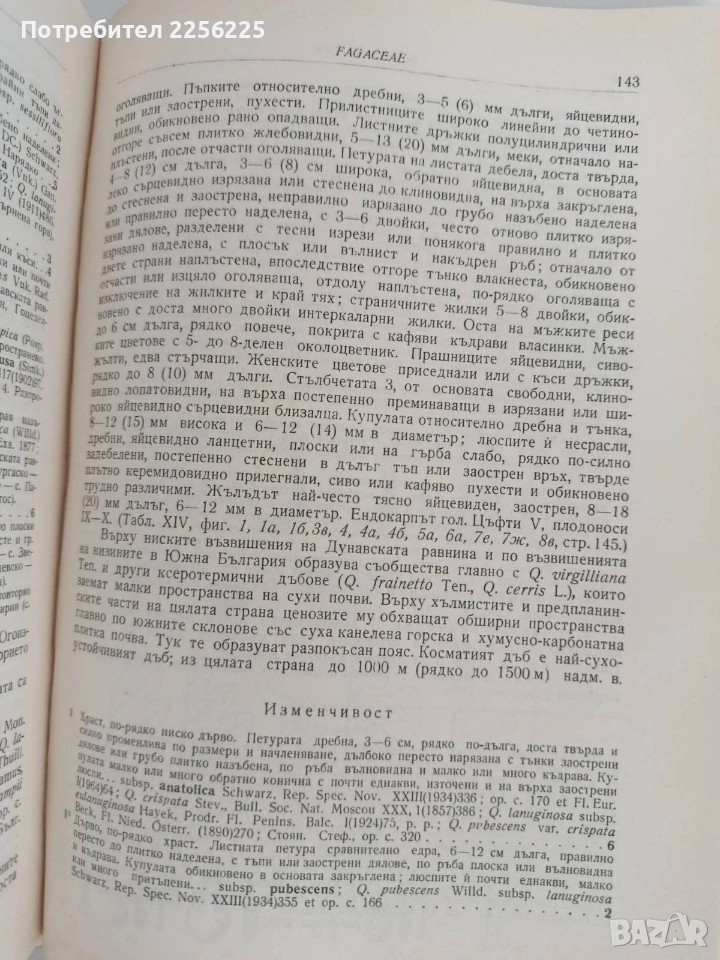 Потребител 2256225
FAGACEAE
143
оголяващи. Пъпките относително дребни, 3—5 (6) мм дълги, яйцевидни,
тъпи или заострени, пухести. Прилистниците широко линейни до четино-
видни, обикновено рано опадващи. Листните дръжки полуцилиндрични или
отгоре съвсем плитко жлебовидни, 5—13 (20) мм дълги, меки, отначало на-
плъстени, после отчасти оголяващи. Петурата на листата дебела, доста твърда,
4—8 (12) см дълга, 3—6 (8) см широка, обратно яйцевидна, в основата
леко сърцевидно изрязана или стеснена до клиновидна, на върха закръглена,
до стеснена и заострена, неправилно изрязано до грубо назъбено наделена
или правилно пересто наделена, с 3—6 двойки, често отново плитко изря-
зани дялове, разделени с тесни изрези или понякога правилно и плитко
изрязано наделена, с плосък или вълнист и накъдрен ръб; отначало от
двете страни наплъстена, впоследствие отгоре тънко влакнеста, обикновено
отчасти или изцяло оголяваща, отдолу наплъстена, по-рядко оголяваща с
изключение на жилките и край тях; страничните жилки 5—8 двойки, обик-
новено с доста много двойки интеркаларни жилки. Оста на мъжките реси
до 6 см дълга, рядко повече, покрита с кафяви къдрави власинки. Мъж-
ките цветове с 5- до 8-делен околоцветник. Прашниците яйцевидни, сиво-
жълти, едва стърчащи. Женските цветове приседнали или с къси дръжки,
рядко до 8 (10) мм дълги. Стълбчетата 3, от основата свободни, клино-
видно лопатовидни, на върха постепенно преминаващи в изрязани или ши-
роко яйцевидно сърцевидни близалца. Купулата относително дребна и тънка,
8—12 (15) мм висока и 6—12 (14) мм в диаметър; люспите ѝ несрасли,
дребни, яйцевидно ланцетни, плоски или на гърба слабо, рядко по-силно
задебелени, постепенно стеснени в дълъг тъп или заострен връх, твърде
плътно керемидовидно прилегнали, сиво или кафяво пухести и обикновено
трудно различими. Жълъдът най-често тясно яйцевиден, заострен, 8—18
(20) мм дълъг, 6—12 мм в диаметър. Ендокарпът гол. Цъфти V, плодоноси
IX—X. (Табл. XIV, фиг. 1, 1а, 1б, 3в, 4, 4а, 4б, 5а, 6а, 7е, 7ж, 8в, стр. 145.)
Върху ниските възвишения на Дунавската равнина и по възвишенията
на низините в Южна България образува съобщества главно с Q. virgilliana
Ten. и други ксеротермични дъбове (Q. frainetto Ten., Q. cerris L.), които
заемат малки пространства на сухи почви. Върху хълмистите и предпланин-
ските части на цялата страна ценозите му обхващат обширни пространства
главно по южните склонове със суха канелена горска и хумусно-карбонатна
плитка почва. Тук те образуват разпокъсан пояс. Косматият дъб е най-сухо-
устойчивият дъб; из цялата страна до 1000 м (рядко до 1500 м) надм. в.
Изменчивост
1 Храст, по-рядко ниско дърво. Петурата дребна, 3—6 см, рядко по-дълга, доста твърда и
силно променлива по размери и начленяване, дълбоко пересто нарязана с тънки заострени
дялове или грубо плитко назъбена, по ръба вълновидна и малко или много къдрава. Ку-
пулата малко или много обратно конична с почти еднакви, източени и на върха заострени
люспи... subsp. anatolica Schwarz, Rep. Spec. Nov. XXIII(1934)336; op. c. 170 et Fl. Eur.
I(1964)64; Q. crispata Stev., Bull. Soc. Nat. Moscou XXX, 1(1857)386; Q. lanuginosa subsp.
eulanuginosa Hayek, Prodr. Fl. Penins. Balc. I(1924)75, p. p.; Q. pubescens var. crispata
Beck, Fl. Nied. Österr. (1890)270; Стоян. Стеф., op. c. 320 . . . . . . . . . . . . . . . . 6
1* Дърво, по-рядко храст. Листната петура сравнително едра, 6—12 см дълга, правилно
пересто до плитко наделена, с тъпи или заострени дялове, по ръба плоска или вълновидна
и къдрава. Купулата обикновено в основата закръглена; люспите ѝ почти еднакви, малко
или много притъпени... subsp. pubescens; Q. pubescens Willd. subsp. lanuginosa
Schwarz, Rep. Spec. Nov. XXIII(1934)355 et op. c. 166 . . . . . . . . . . . . . . . . 2
BAZAR